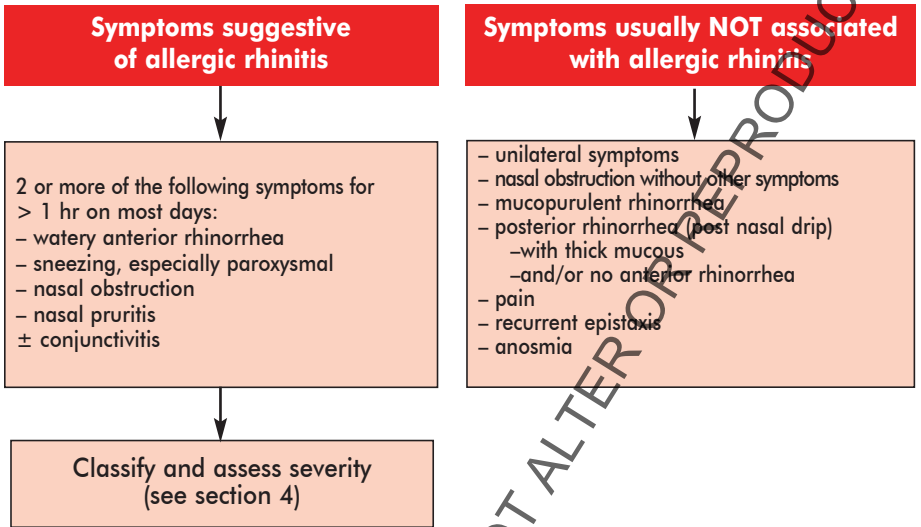 Symptoms suggestive
of allergic rhinitis
2 or more of the following symptoms for
> 1 hr on most days:
– watery anterior rhinorrhea
– sneezing, especially paroxysmal
– nasal obstruction
– nasal pruritis
± conjunctivitis
Classify and assess severity
(see section 4)
Symptoms usually NOT associated
with allergic rhinitis
– unilateral symptoms
– nasal obstruction without other symptoms
– mucopurulent rhinorrhea
– posterior rhinorrhea (post nasal drip)
–with thick mucous
–and/or no anterior rhinorrhea
– pain
– recurrent epistaxis
– anosmia
ALTER OR